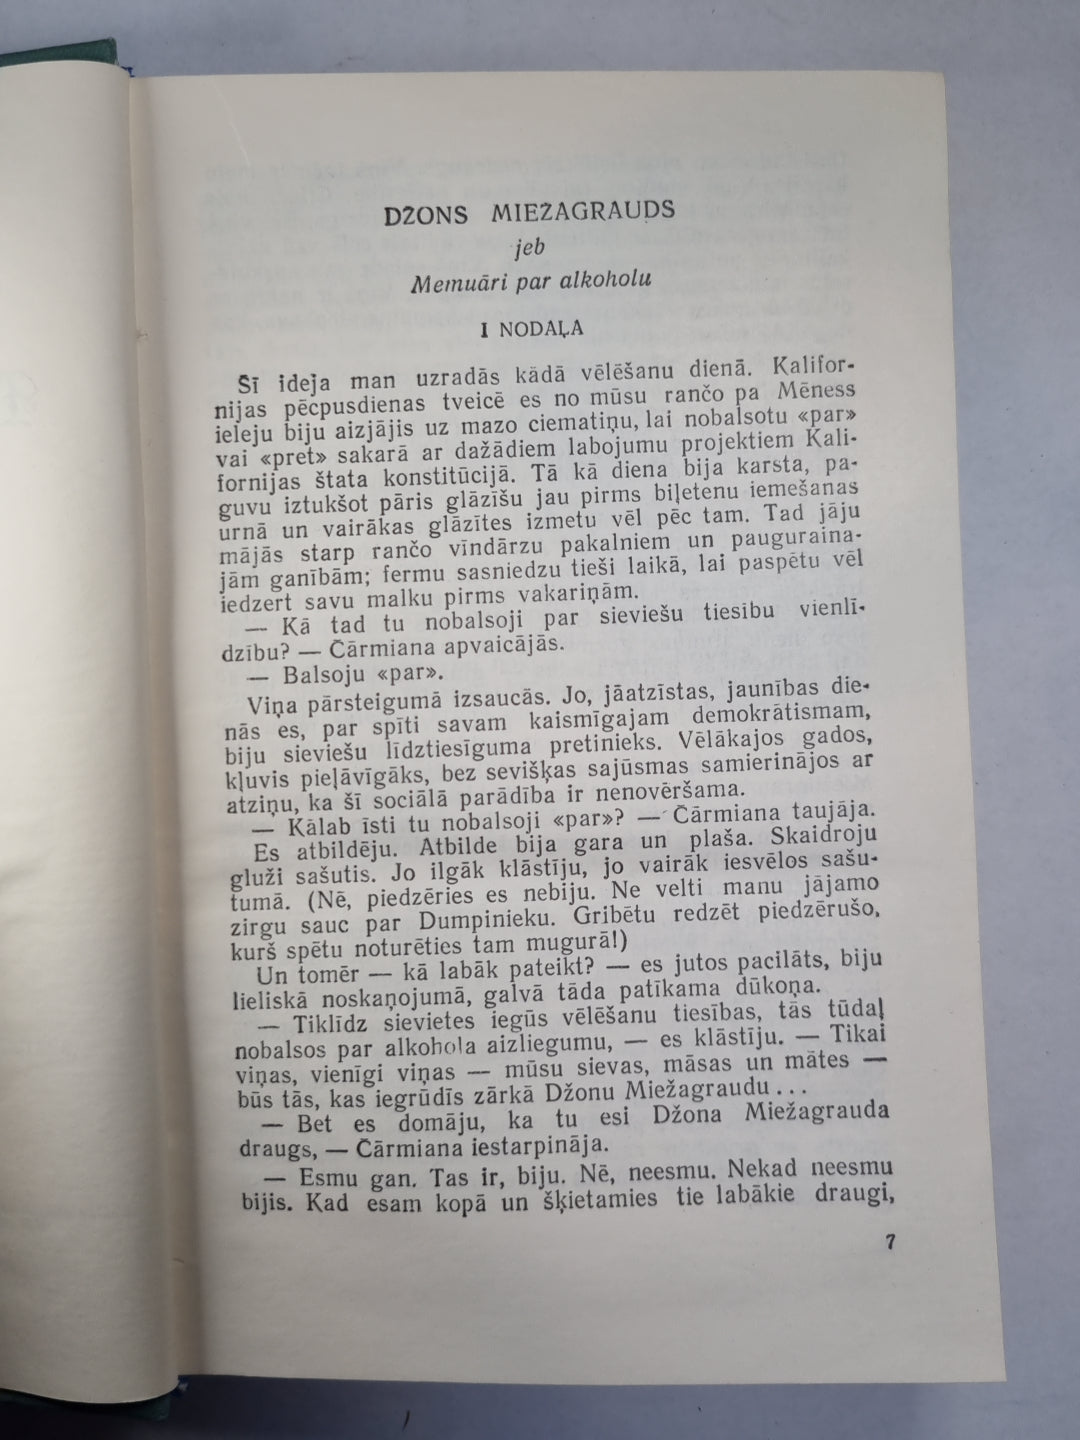 DŽONS MIEŽAGRAUDS
jeb
Memuāri par alkoholu
I NODAĻA
Šī ideja man uzradās kādā vēlēšanu dienā. Kalifor-
nijas pēcpusdienas tveicē es no mūsu rančo pa Mēness
ieleju biju aizjājis uz mazo ciematiņu, lai nobalsotu «par»
vai «pret» sakarā ar dažādiem labojumu projektiem Kali-
fornijas štata konstitūcijā. Tā kā diena bija karsta, pa-
guvu iztukšot pāris glāzīšu jau pirms biļetenu iemešanas
urnā un vairākas glāzītes izmetu vēl pēc tam. Tad jāju
mājās starp rančo vīndārzu pakalniem un pauguraina-
jām ganībām; fermu sasniedzu tieši laikā, lai paspētu vēl
iedzert savu malku pirms vakariņām.
— Kā tad tu nobalsoji par sieviešu tiesību vienlī-
dzību? — Čārmiana apvaicājās.
— Balsoju «par».
Viņa pārsteigumā izsaucās. Jo, jāatzīstas, jaunības die-
nās es, par spīti savam kaismīgajam demokrātismam,
biju sieviešu līdztiesīguma pretinieks. Vēlākajos gados,
kļuvis pieļāvīgāks, bez sevišķas sajūsmas samierinājos ar
atziņu, ka šī sociālā parādība ir nenovēršama.
— Kālab īsti tu nobalsoji «par»? — Čārmiana taujāja.
Es atbildēju. Atbilde bija gara un plaša. Skaidroju
gluži sašutis. Jo ilgāk klāstīju, jo vairāk iesvēlos sašu-
tumā. (Nē, piedzēries es nebiju. Ne velti manu jājamo
zirgu sauc par Dumpinieku. Gribētu redzēt piedzērušo,
kurš spētu noturēties tam mugurā!)
Un tomēr — kā labāk pateikt? — es jutos pacilāts, biju
lieliskā noskaņojumā, galvā tāda patīkama dūkoņa.
— Tiklīdz sievietes iegūs vēlēšanu tiesības, tās tūdaļ
nobalsos par alkohola aizliegumu, — es klāstīju. — Tikai
viņas, vienīgi viņas — mūsu sievas, māsas un mātes —
būs tās, kas iegrūdīs zārkā Džonu Miežagraudu . . .
— Bet es domāju, ka tu esi Džona Miežagrauda
draugs, — Čārmiana iestarpināja.
— Esmu gan. Tas ir, biju. Nē, neesmu. Nekad neesmu
bijis. Kad esam kopā un šķietamies tie labākie draugi,
7